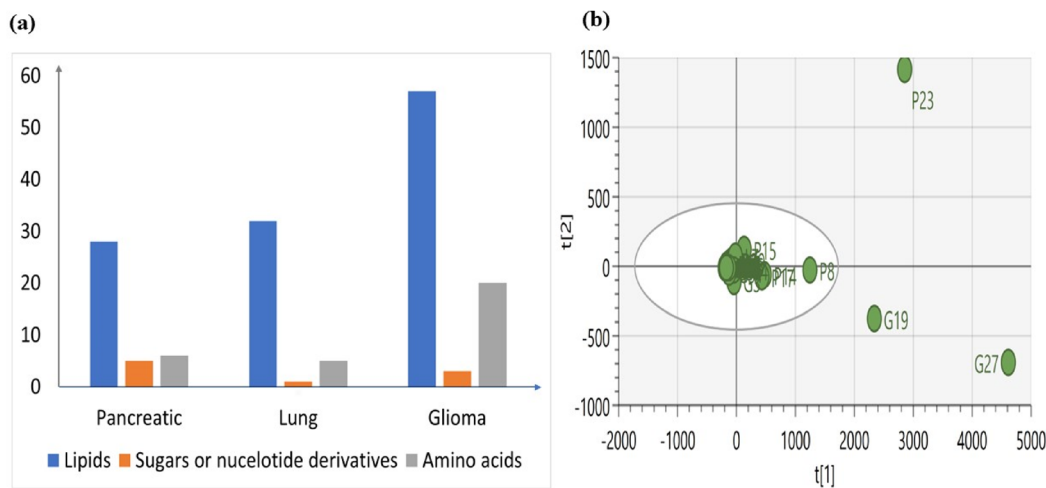 (a)
60
50
40
30
20
10
0
Pancreatic Lung Glioma
Lipids Sugars or nucelotide derivatives Amino acids
(b)
1500
1000
500
0
-500
-1000
t[2]
P23
P15
P8
G19
G27
-2000 -1000 0 1000 2000 3000 4000 5000
t[1]